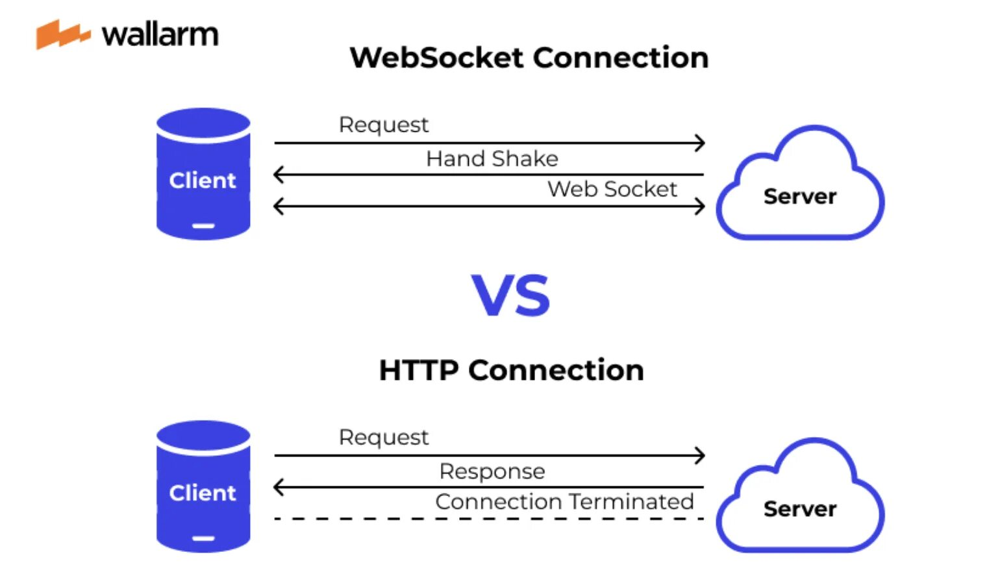 wallarm
WebSocket Connection
Request
Hand Shake
Web Socket
Client
Server
VS
HTTP Connection
Request
Response
Connection Terminated
Client
Server